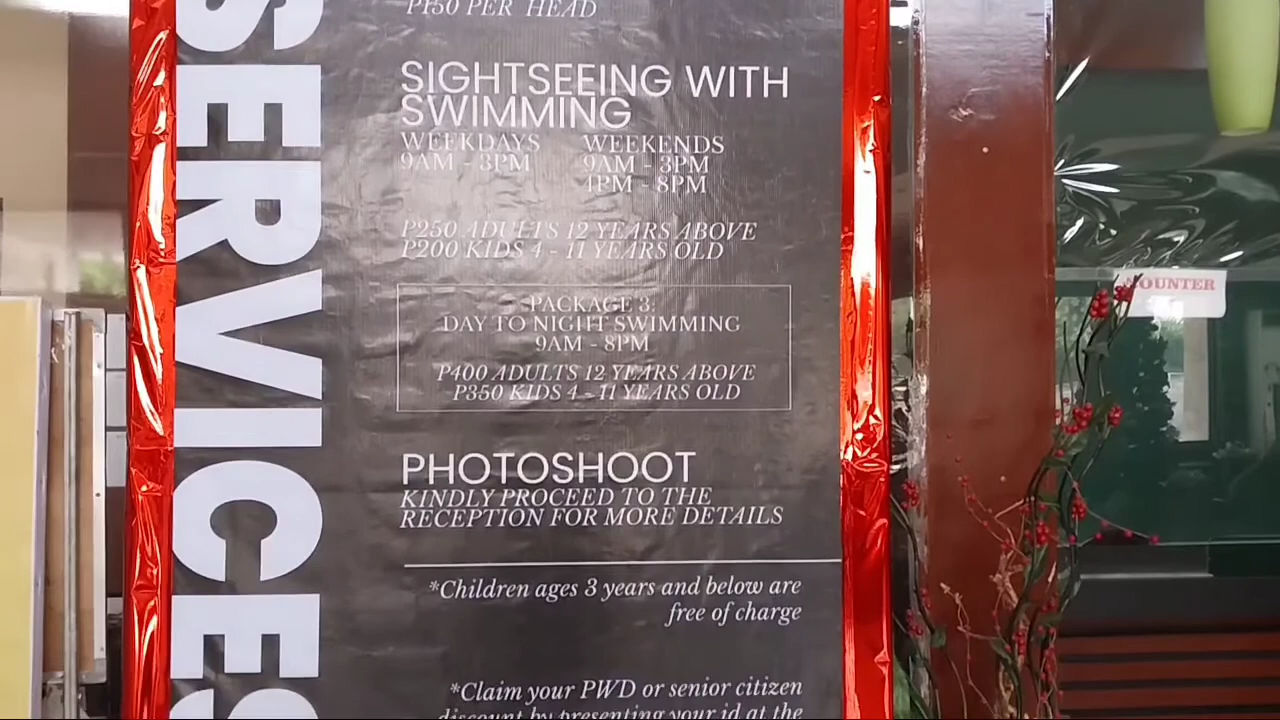 SERVICES
P150 PER HEAD
SIGHTSEEING WITH
SWIMMING
WEEKDAYS
9AM - 3PM
WEEKENDS
9AM - 3PM
4PM - 8PM
P250 ADULTS 12 YEARS ABOVE
P200 KIDS 4 - 11 YEARS OLD
PACKAGE 3:
DAY TO NIGHT SWIMMING
9AM - 8PM
P400 ADULTS 12 YEARS ABOVE
P350 KIDS 4 - 11 YEARS OLD
PHOTOSHOOT
KINDLY PROCEED TO THE
RECEPTION FOR MORE DETAILS
*Children ages 3 years and below are
free of charge
*Claim your PWD or senior citizen
discount by presenting your id at the
COUNTER